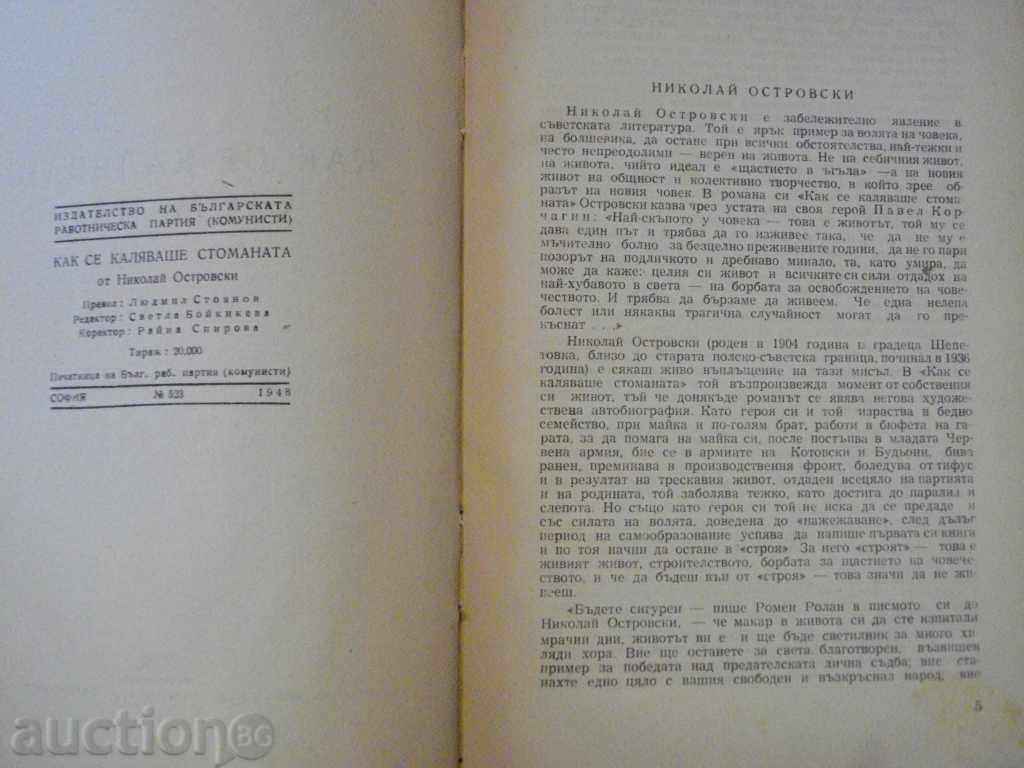 ИЗДАТЕЛСТВО НА БЪЛГАРСКАТА
РАБОТНИЧЕСКА ПАРТИЯ (КОМУНИСТИ)
КАК СЕ КАЛЯВАШЕ СТОМАНАТА
от Николай Островски
Превел: Людмил Стоянов
Редактор: Светла Бойкикева
Коректор: Райна Спирова
Тираж: 20,000
Печатница на Бълг. раб. партия (комунисти)
СОФИЯ № 523 1948
НИКОЛАЙ ОСТРОВСКИ
Николай Островски е забележително явление в
съветската литература. Той е ярък пример за волята на човека,
на болшевика, да остане при всички обстоятелства, най-тежки и
често непреодолими — верен на живота. Не на себичния живот,
на живота, чийто идеал е «щастието в ъгъла» —а на новия
живот на общност и колективно творчество, в който зрее об-
разът на новия човек. В романа си «Как се каляваше стома
ната» Островски казва чрез устата на своя герой Павел Кор-
чагин: «Най-скъпото у човека — това е животът, той му се
дава един път и трябва да го изживее така, че да не му е
мъчително болно за безцелно преживените години, да не го пари
позорът на подличкото и дребнаво минало, та, като умира, да
може да каже: целия си живот и всичките си сили отдадох на
най-хубавото в света — на борбата за освобождението на чове-
чеството. И трябва да бързаме да живеем. Че една нелепа
болест или някаква трагична случайност могат да го пре-
къснат . . .»
Николай Островски (роден в 1904 година в градеца Шепе-
товка, близо до старата полско-съветска граница, починал в 1936
година) е сякаш живо въплъщение на тази мисъл. В «Как се
каляваше стоманата» той възпроизвежда момент от собствения
си живот, тъй че донякъде романът се явява негова художе-
ствена автобиография. Като героя си и той израства в бедно
семейство, при майка и по-голям брат, работи в бюфета на га-
рата, за да помага на майка си, после постъпва в младата Чер-
вена армия, бие се в армиите на Котовски и Будьони, бива
ранен, преминава в производствения фронт, боледува от тифус
и в резултат на трескавия живот, отдаден всецяло на партията
и на родината, той заболява тежко, като достига до парализ и
слепота. Но също като героя си той не иска да се предаде и
със силата на волята, доведена до «нажежаване», след дълъг
период на самообразование успява да напише първата си книга
и по тоя начин да остане в «строя» За него «строят» — това е
живият живот, строителството, борбата за щастието на човече-
ството, и че да бъдеш вън от «строя» — това значи да не жи-
вееш.
«Бъдете сигурен — пише Ромен Ролан в писмото си до
Николай Островски, — че макар в живота си да сте изпитали
мрачни дни, животът ви е и ще бъде светилник за много хи
ляди хора. Вие ще останете за света благотворен, възвишен
пример за победата над предателската лична съдба; вие ста-
нахте едно цяло с вашия свободен и възкръснал народ, вие
5
auction BG